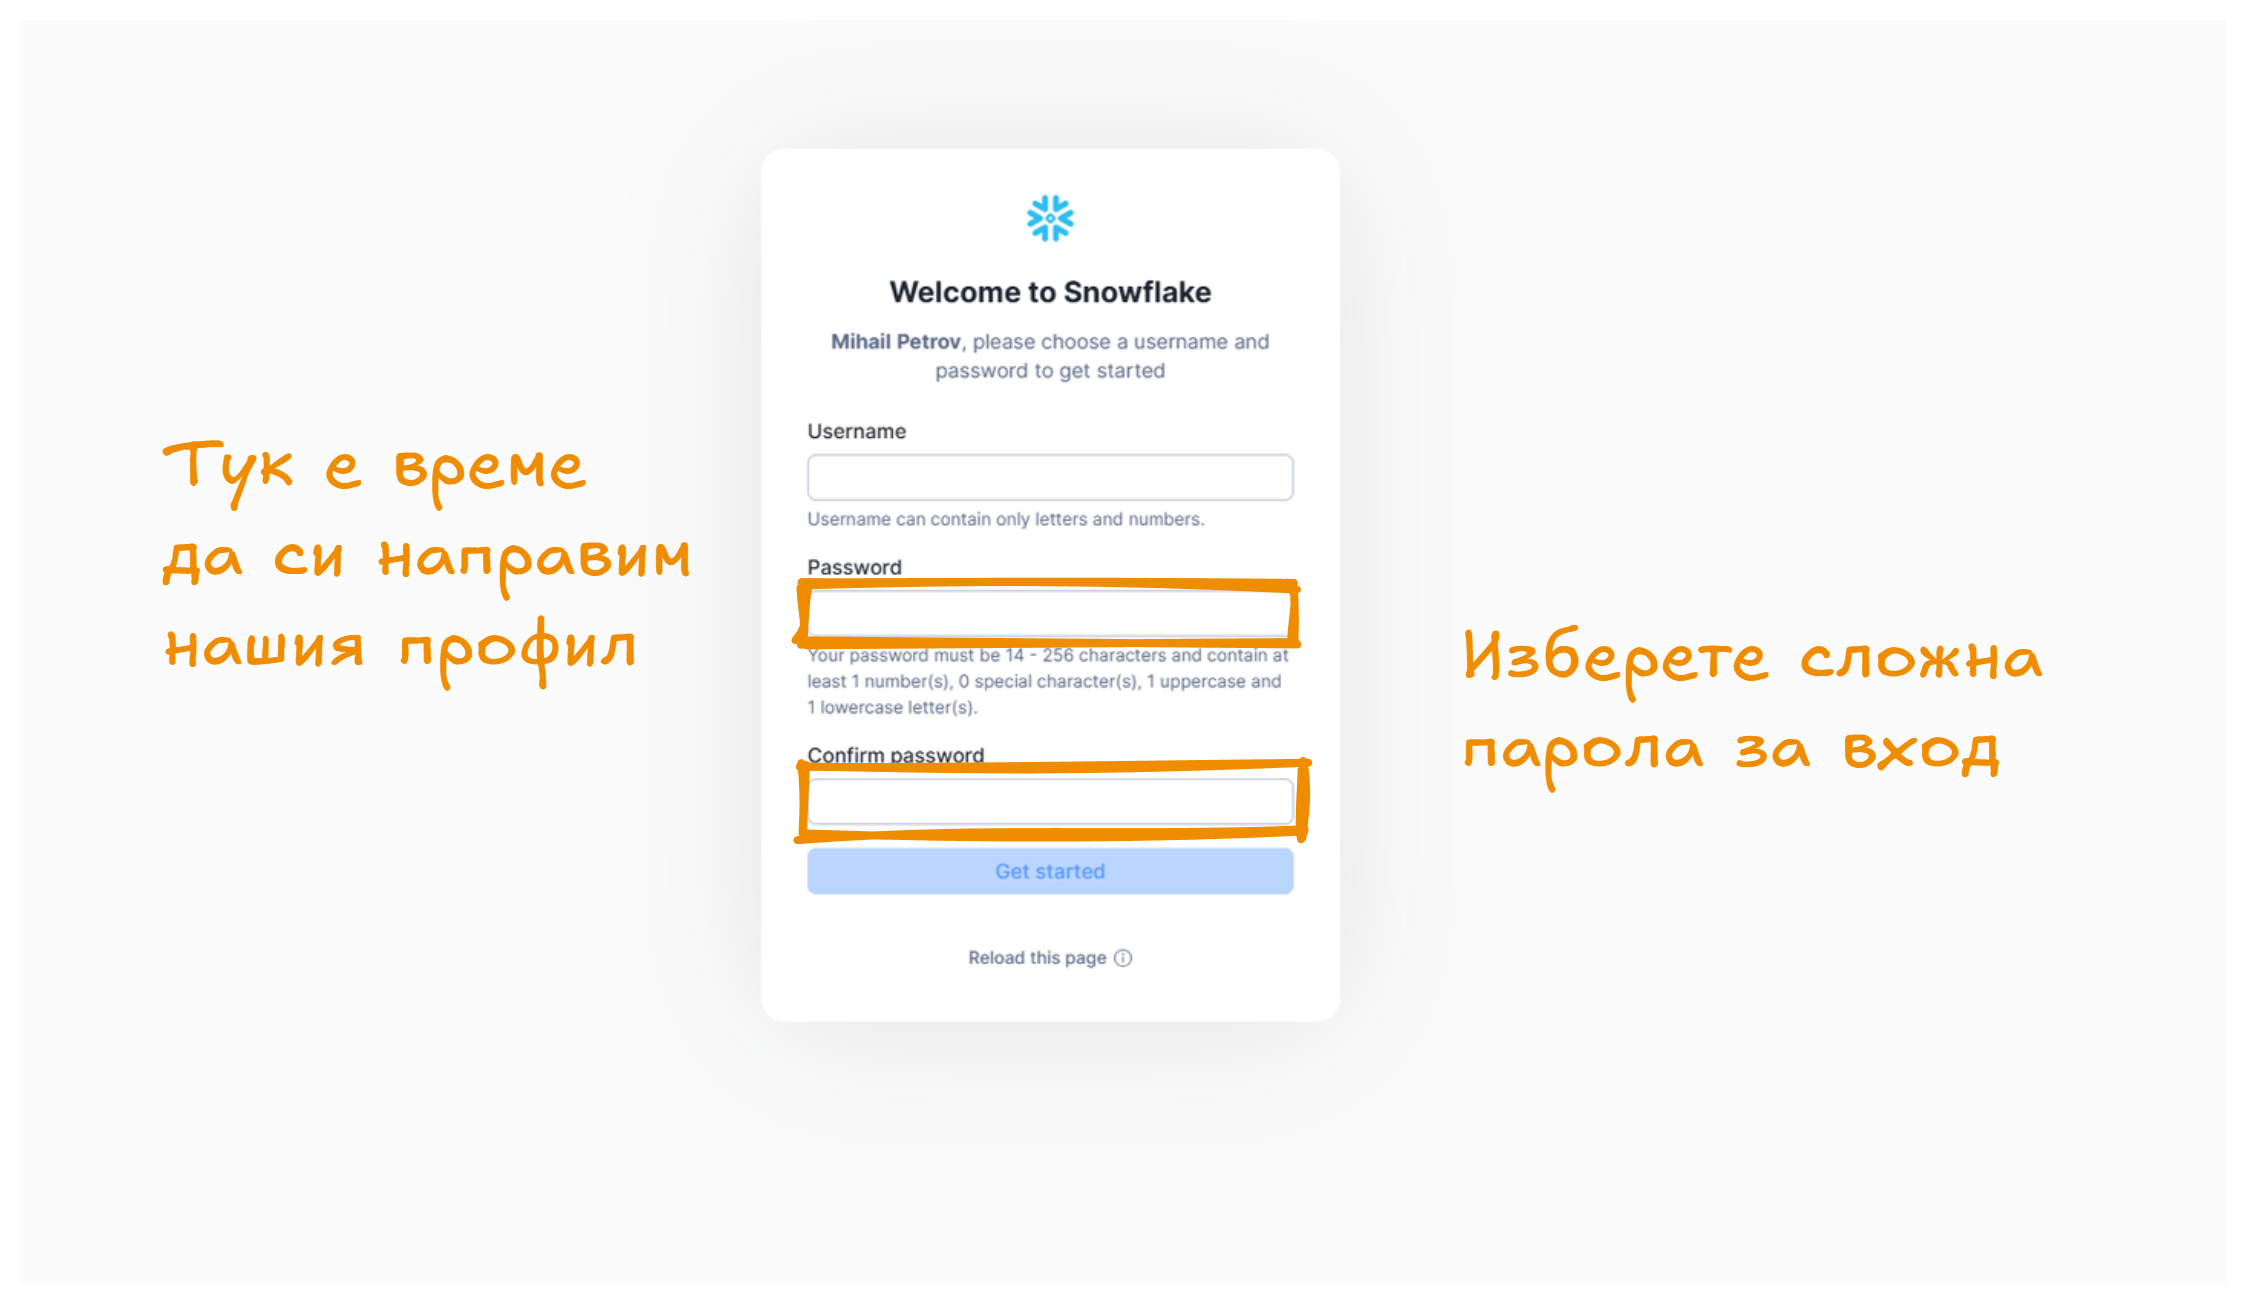 Welcome to Snowflake
Mihail Petrov, please choose a username and
password to get started
Username
Username can contain only letters and numbers.
Тук е време
да си направим
нашия профил
Password
Your password must be 14 - 256 characters and contain at
least 1 number(s), 0 special character(s), 1 uppercase and
1 lowercase letter(s).
Изберете сложна
парола за вход
Confirm password
Get started
Reload this page